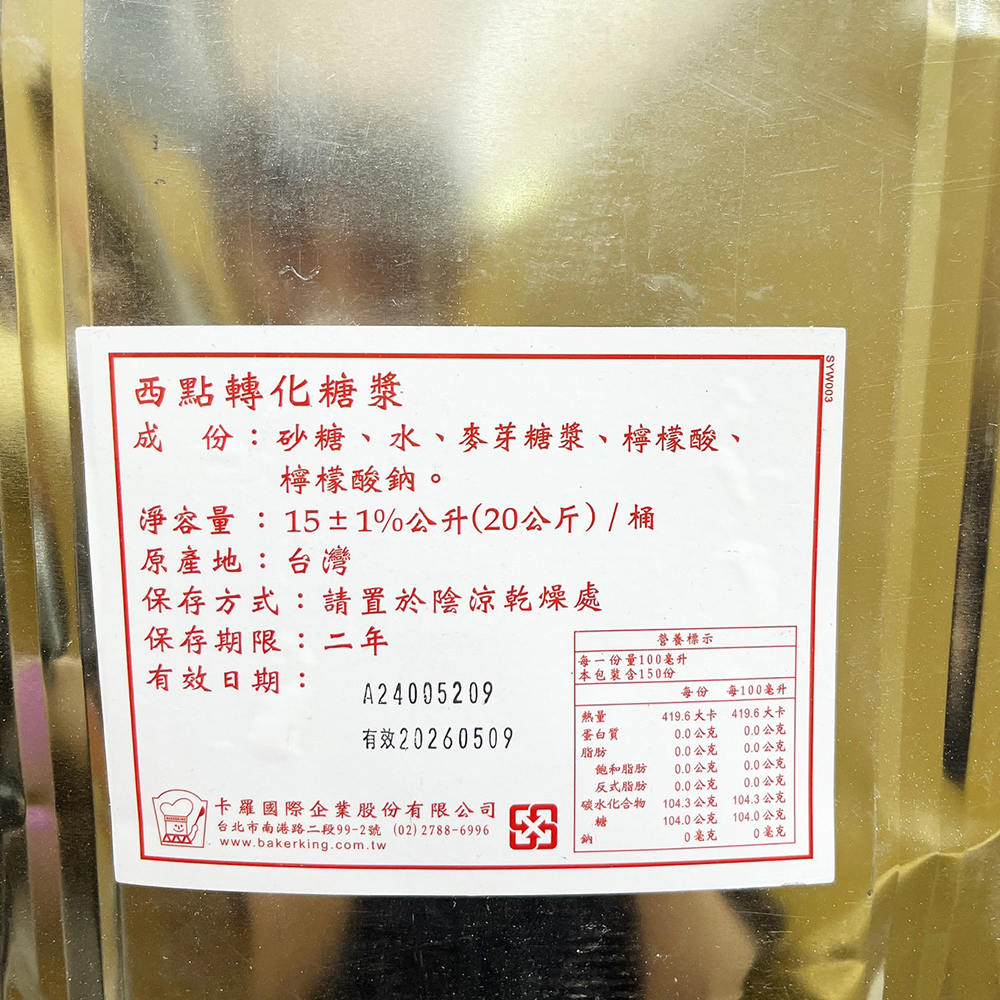 SYW003
西點轉化糖漿
成 份：砂糖、水、麥芽糖漿、檸檬酸、
檸檬酸鈉。
淨容量：15±1%公升(20公斤)/桶
原產地：台灣
保存方式：請置於陰涼乾燥處
保存期限：二年
有效日期：
A24005209
有效20260509
營養標示
每一份量100毫升
本包裝含150份
每份 每100毫升
熱量 419.6大卡 419.6大卡
蛋白質 0.0公克 0.0公克
脂肪 0.0公克 0.0公克
飽和脂肪 0.0公克 0.0公克
反式脂肪 0.0公克 0.0公克
碳水化合物 104.3公克 104.3公克
糖 104.0公克 104.0公克
鈉 0毫克 0毫克
卡羅國際企業股份有限公司
台北市南港路二段99-2號 (02)2788-6996
www.bakerking.com.tw